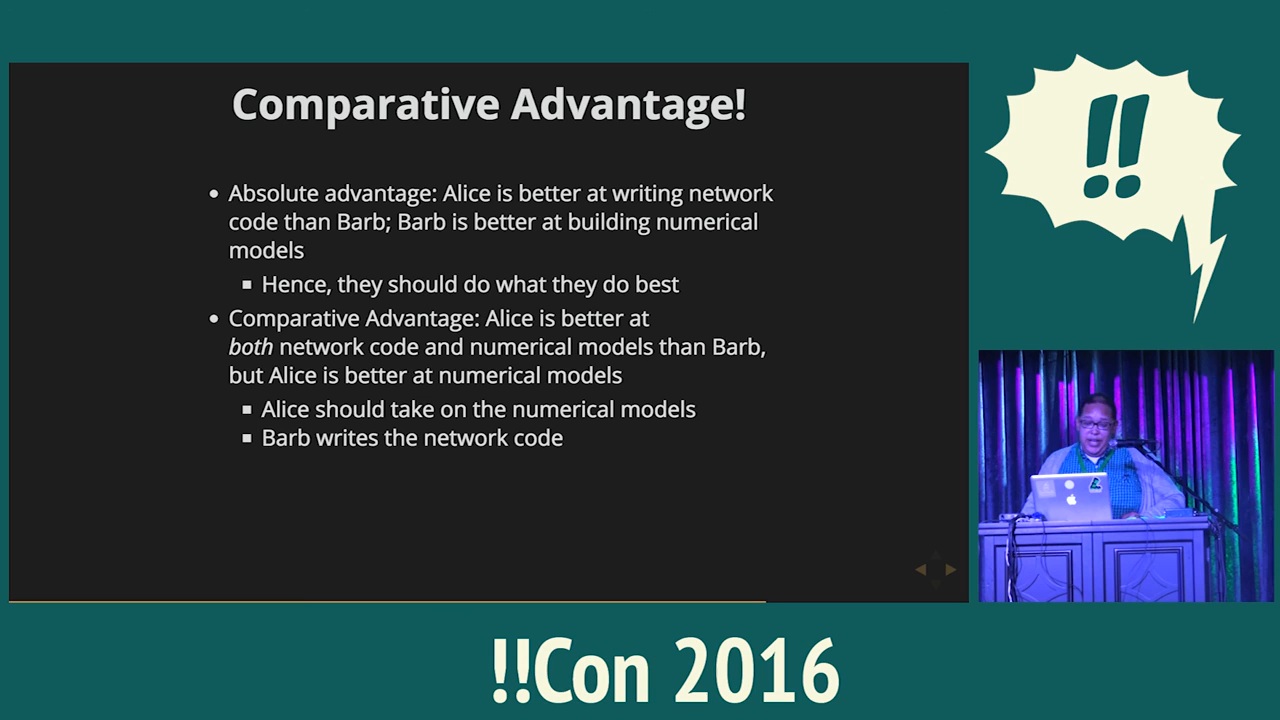 Comparative Advantage!
Absolute advantage: Alice is better at writing network
code than Barb; Barb is better at building numerical
models
Hence, they should do what they do best
Comparative Advantage: Alice is better at
both network code and numerical models than Barb,
but Alice is better at numerical models
Alice should take on the numerical models
Barb writes the network code
!!
!!Con 2016